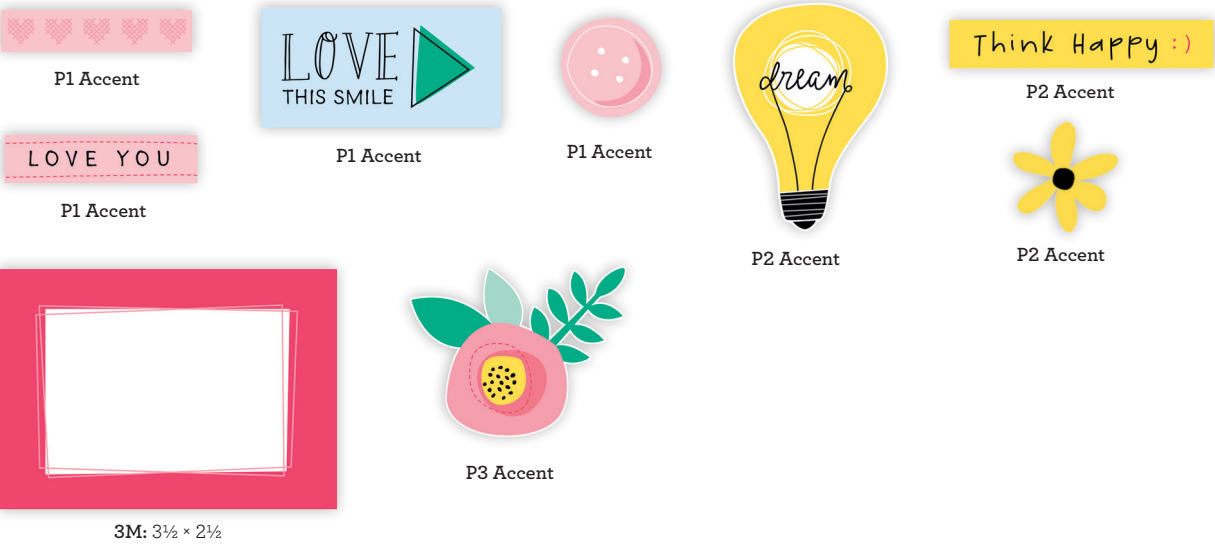 P1 Accent
LOVE YOU
P1 Accent
LOVE
THIS SMILE
P1 Accent
P1 Accent
dream
P2 Accent
Think Happy :)
P2 Accent
P2 Accent
3M: 3½ × 2½
P3 Accent